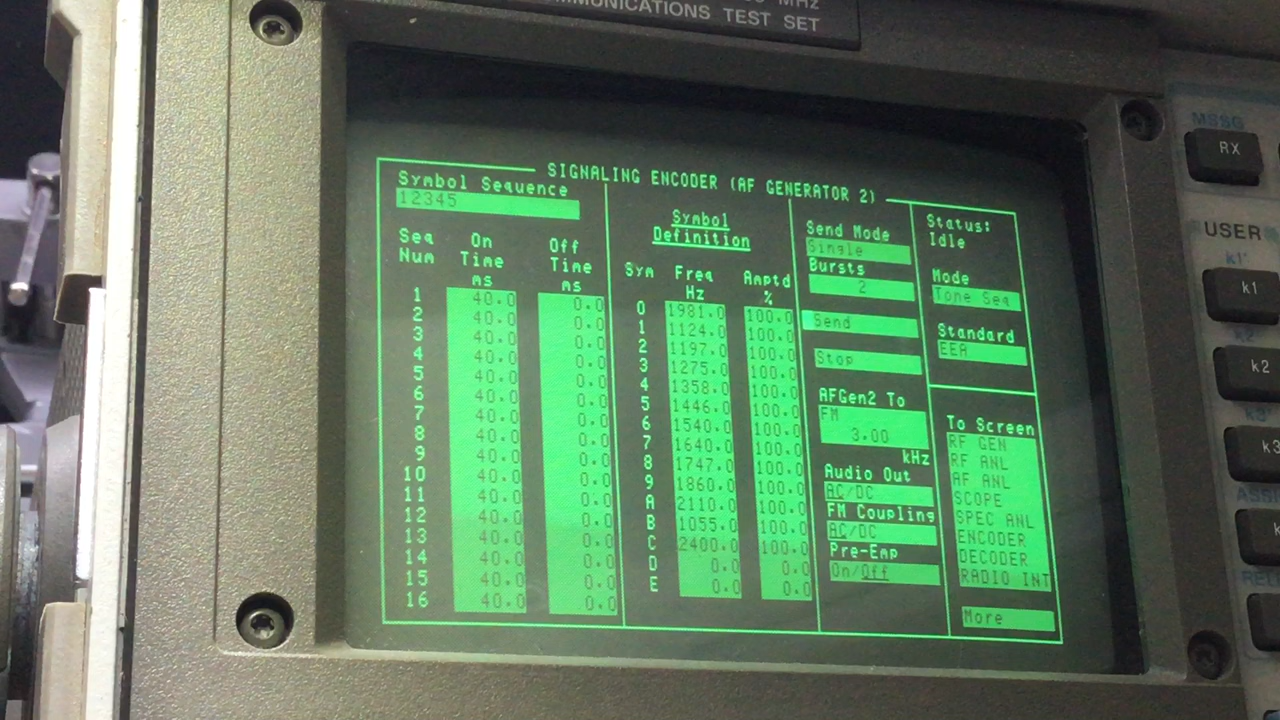 MHz
COMMUNICATIONS TEST SET
SIGNALING ENCODER (AF GENERATOR 2)
Symbol Sequence
12345
Seq On Off
Num Time Time
ms ms
1 40.0 0.0
2 40.0 0.0
3 40.0 0.0
4 40.0 0.0
5 40.0 0.0
6 40.0 0.0
7 40.0 0.0
8 40.0 0.0
9 40.0 0.0
10 40.0 0.0
11 40.0 0.0
12 40.0 0.0
13 40.0 0.0
14 40.0 0.0
15 40.0 0.0
16 40.0 0.0
Symbol
Definition
Sym Freq Amptd
Hz %
0 1981.0 100.0
1 1124.0 100.0
2 1197.0 100.0
3 1275.0 100.0
4 1358.0 100.0
5 1446.0 100.0
6 1540.0 100.0
7 1640.0 100.0
8 1747.0 100.0
9 1860.0 100.0
A 2110.0 100.0
B 1055.0 100.0
C 2400.0 100.0
D 0.0 0.0
E 0.0 0.0
Send Mode
Single
Bursts
2
Send
Stop
AFGen2 To
FM
3.00
kHz
Audio Out
AC/DC
FM Coupling
AC/DC
Pre-Emp
On/Off
Status:
Idle
Mode
Tone Seq
Standard
EEA
To Screen
RF GEN
RF ANL
AF ANL
SCOPE
SPEC ANL
ENCODER
DECODER
RADIO INT
More
MSSG
RX
USER
k1'
k1
k2'
k2
k3'
k3